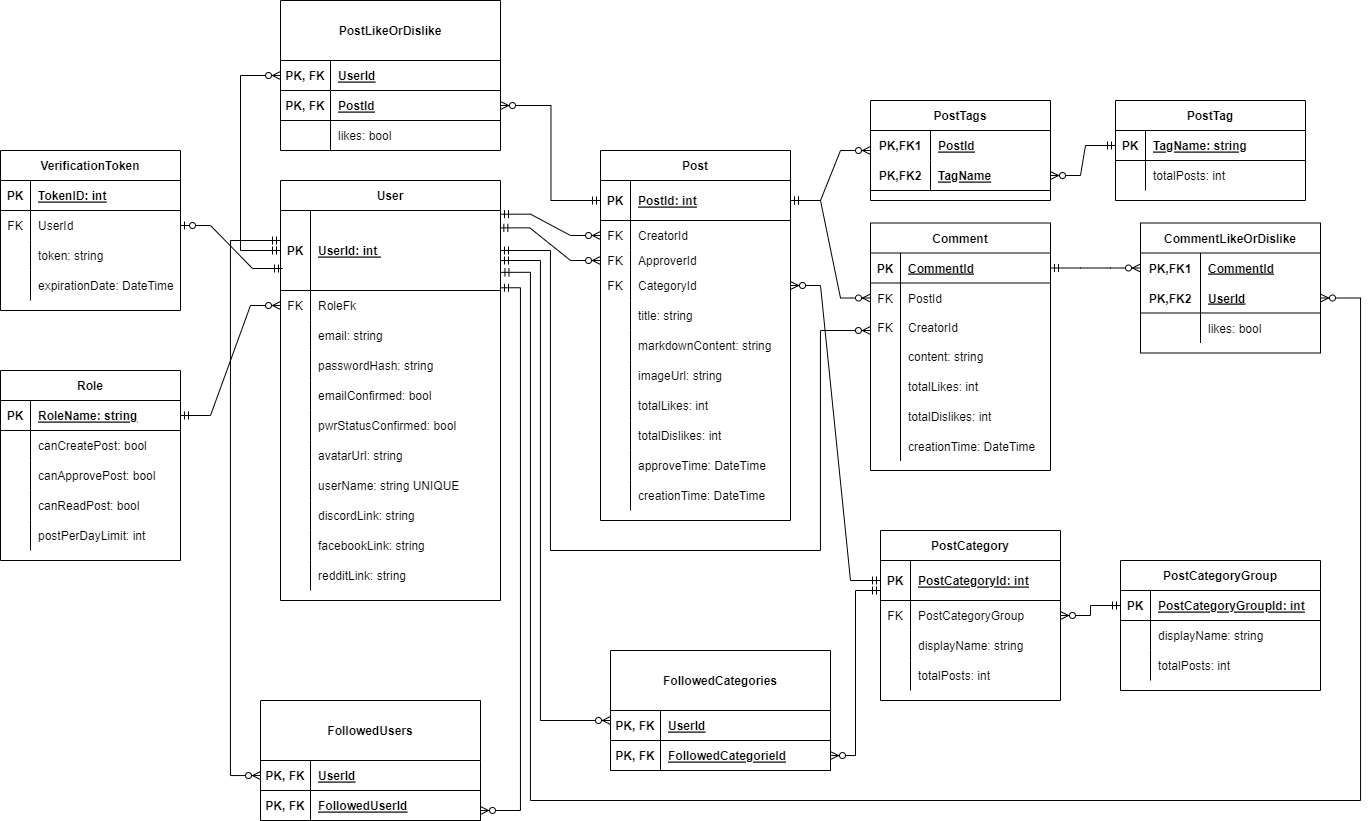 PostLikeOrDislike
PK, FK UserId
PK, FK PostId
likes: bool
VerificationToken
PK TokenID: int
FK UserId
token: string
expirationDate: DateTime
Role
PK RoleName: string
canCreatePost: bool
canApprovePost: bool
canReadPost: bool
postPerDayLimit: int
User
PK UserId: int
FK RoleFk
email: string
passwordHash: string
emailConfirmed: bool
pwrStatusConfirmed: bool
avatarUrl: string
userName: string UNIQUE
discordLink: string
facebookLink: string
redditLink: string
Post
PK PostId: int
FK CreatorId
FK ApproverId
FK CategoryId
title: string
markdownContent: string
imageUrl: string
totalLikes: int
totalDislikes: int
approveTime: DateTime
creationTime: DateTime
PostTags
PK,FK1 PostId
PK,FK2 TagName
PostTag
PK TagName: string
totalPosts: int
Comment
PK CommentId
FK PostId
FK CreatorId
content: string
totalLikes: int
totalDislikes: int
creationTime: DateTime
CommentLikeOrDislike
PK,FK1 CommentId
PK,FK2 UserId
likes: bool
PostCategory
PK PostCategoryId: int
FK PostCategoryGroup
displayName: string
totalPosts: int
PostCategoryGroup
PK PostCategoryGroupId: int
displayName: string
totalPosts: int
FollowedCategories
PK, FK UserId
PK, FK FollowedCategorieId
FollowedUsers
PK, FK UserId
PK, FK FollowedUserId